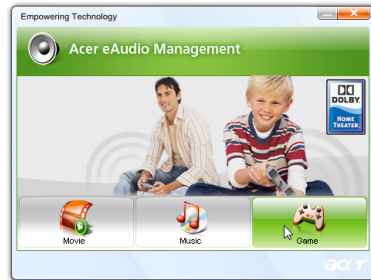 Empowering Technology
Acer eAudio Management
DOLBY
HOME
THEATER
Movie
Music
Game
acer